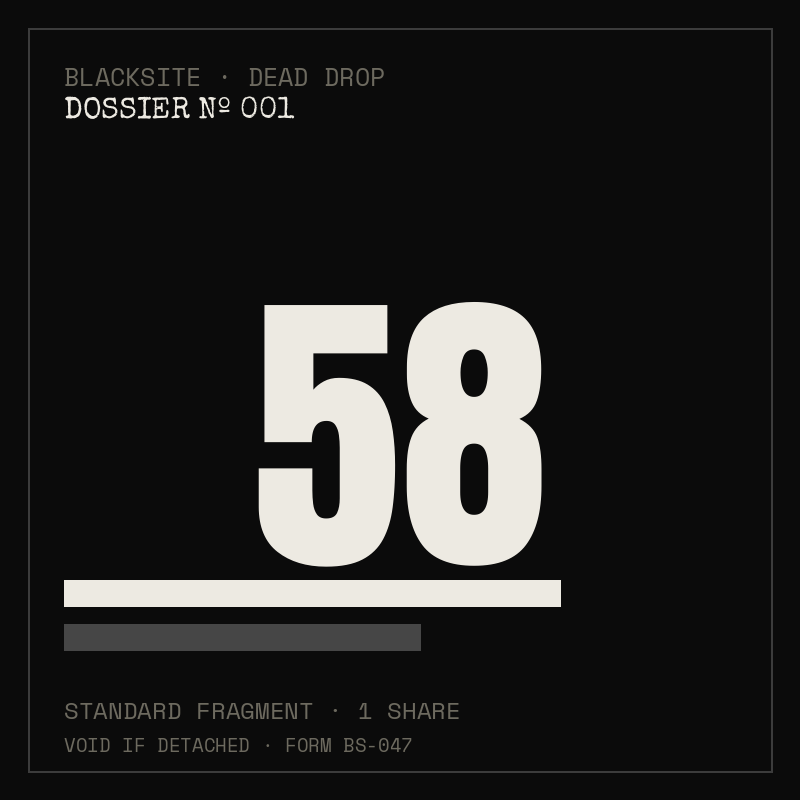 BLACKSITE · DEAD DROP
DOSSIER Nº 001
58
STANDARD FRAGMENT · 1 SHARE
VOID IF DETACHED · FORM BS-047